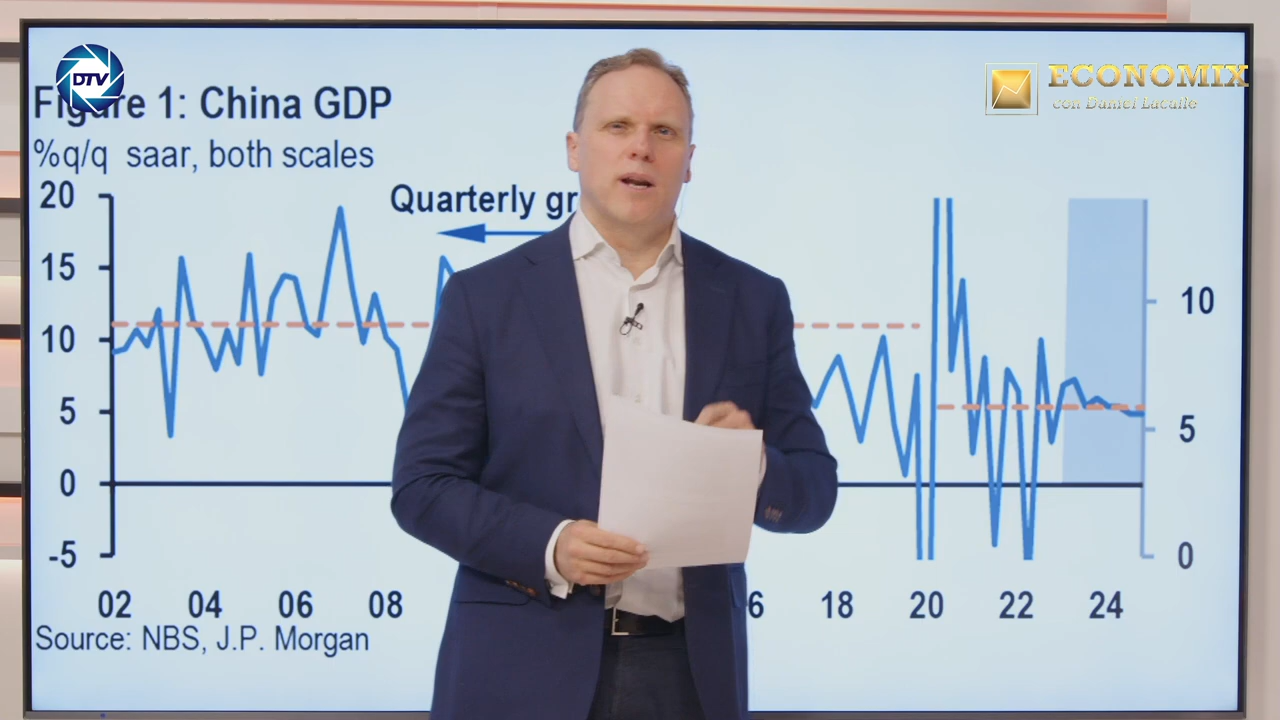 DTV
ECONOMIX
con Daniel Lacalle
Figure 1: China GDP
%q/q saar, both scales
Quarterly gr
20
15
10
5
0
-5
10
5
0
02 04 06 08 6 18 20 22 24
Source: NBS, J.P. Morgan